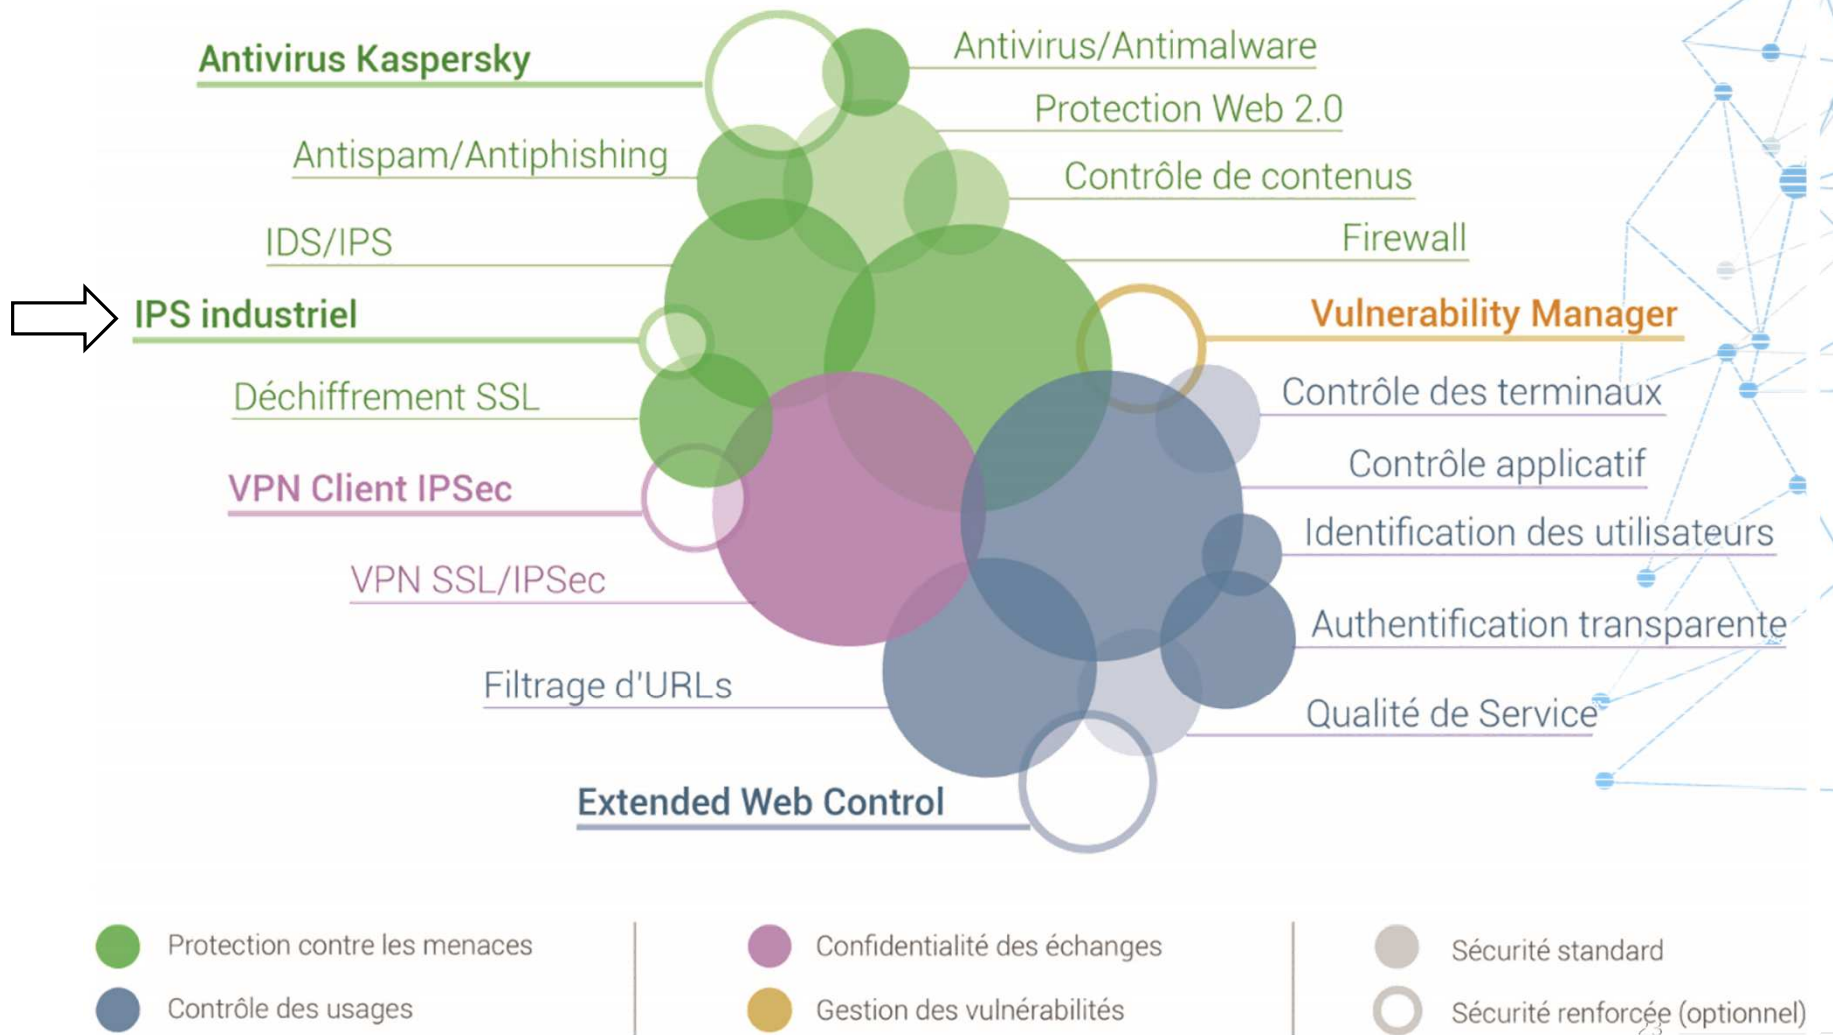 Antivirus Kaspersky
Antivirus/Antimalware
Protection Web 2.0
Antispam/Antiphishing
Contrôle de contenus
IDS/IPS
Firewall
IPS industriel
Vulnerability Manager
Déchiffrement SSL
Contrôle des terminaux
Contrôle applicatif
VPN Client IPSec
Identification des utilisateurs
VPN SSL/IPSec
Authentification transparente
Filtrage d'URLs
Qualité de Service
Extended Web Control
Protection contre les menaces
Confidentialité des échanges
Sécurité standard
Contrôle des usages
Gestion des vulnérabilités
Sécurité renforcée (optionnel)